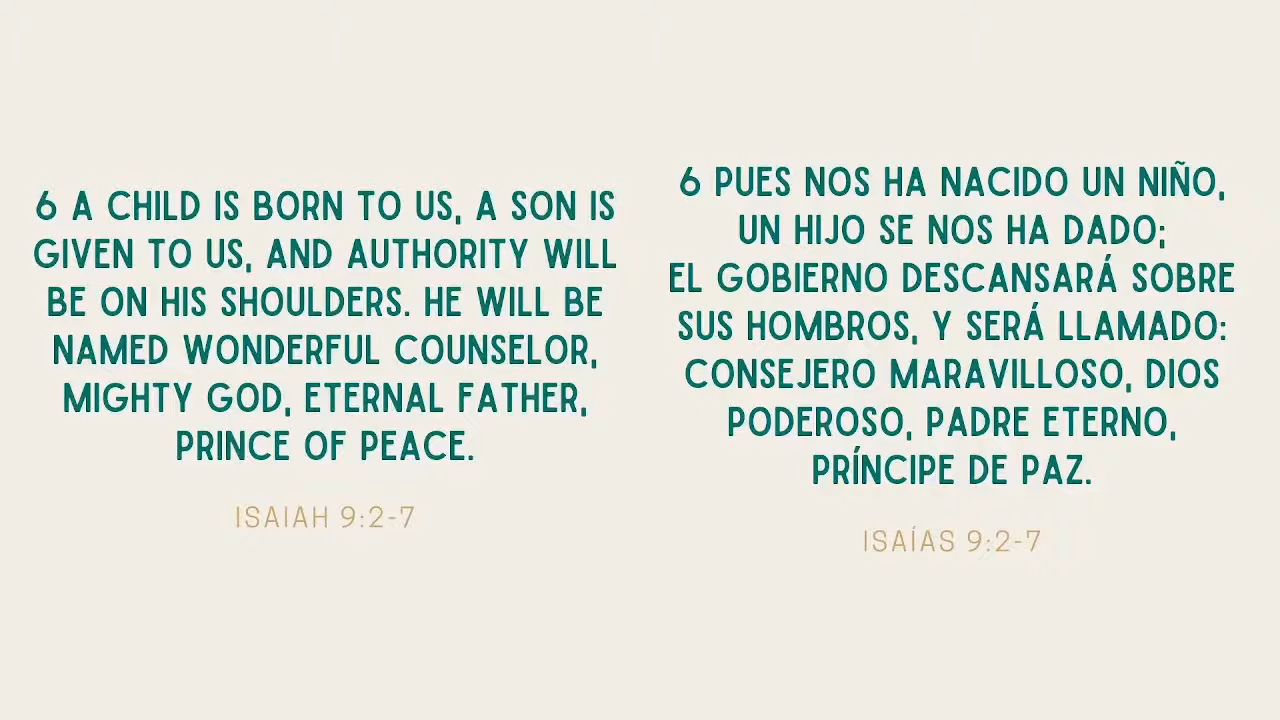 6 A CHILD IS BORN TO US, A SON IS
GIVEN TO US, AND AUTHORITY WILL
BE ON HIS SHOULDERS. HE WILL BE
NAMED WONDERFUL COUNSELOR,
MIGHTY GOD, ETERNAL FATHER,
PRINCE OF PEACE.
ISAIAH 9:2-7
6 PUES NOS HA NACIDO UN NIÑO,
UN HIJO SE NOS HA DADO;
EL GOBIERNO DESCANSARÁ SOBRE
SUS HOMBROS, Y SERÁ LLAMADO:
CONSEJERO MARAVILLOSO, DIOS
PODEROSO, PADRE ETERNO,
PRÍNCIPE DE PAZ.
ISAÍAS 9:2-7